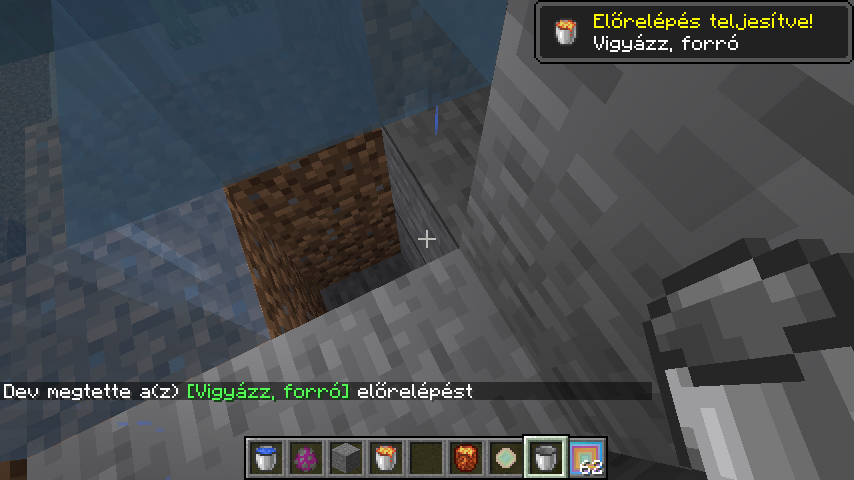 Előrelépés teljesítve!
Vigyázz, forró
Dev megtette a(z) [Vigyázz, forró] előrelépést
62